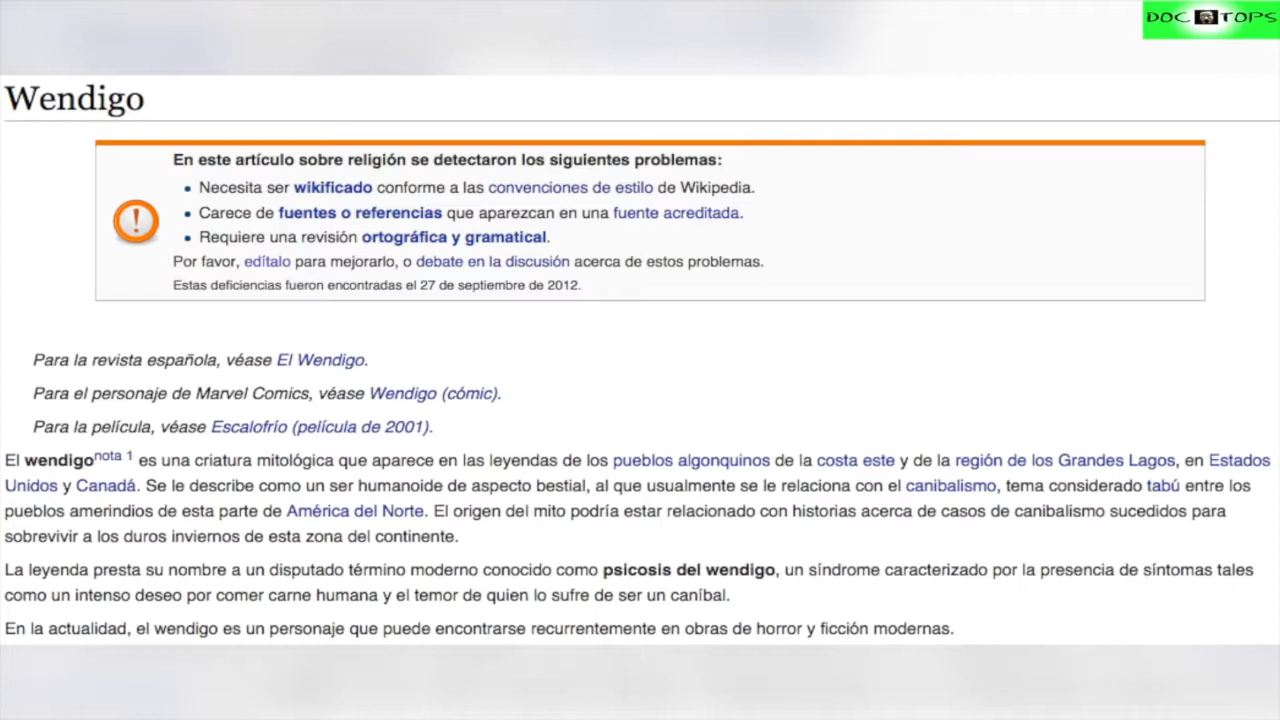 DOC TOPS
Wendigo
En este artículo sobre religión se detectaron los siguientes problemas:
Necesita ser wikificado conforme a las convenciones de estilo de Wikipedia.
Carece de fuentes o referencias que aparezcan en una fuente acreditada.
Requiere una revisión ortográfica y gramatical.
Por favor, edítalo para mejorarlo, o debate en la discusión acerca de estos problemas.
Estas deficiencias fueron encontradas el 27 de septiembre de 2012.
Para la revista española, véase El Wendigo.
Para el personaje de Marvel Comics, véase Wendigo (cómic).
Para la película, véase Escalofrío (película de 2001).
El wendigo nota 1 es una criatura mitológica que aparece en las leyendas de los pueblos algonquinos de la costa este y de la región de los Grandes Lagos, en Estados
Unidos y Canadá. Se le describe como un ser humanoide de aspecto bestial, al que usualmente se le relaciona con el canibalismo, tema considerado tabú entre los
pueblos amerindios de esta parte de América del Norte. El origen del mito podría estar relacionado con historias acerca de casos de canibalismo sucedidos para
sobrevivir a los duros inviernos de esta zona del continente.
La leyenda presta su nombre a un disputado término moderno conocido como psicosis del wendigo, un síndrome caracterizado por la presencia de síntomas tales
como un intenso deseo por comer carne humana y el temor de quien lo sufre de ser un caníbal.
En la actualidad, el wendigo es un personaje que puede encontrarse recurrentemente en obras de horror y ficción modernas.